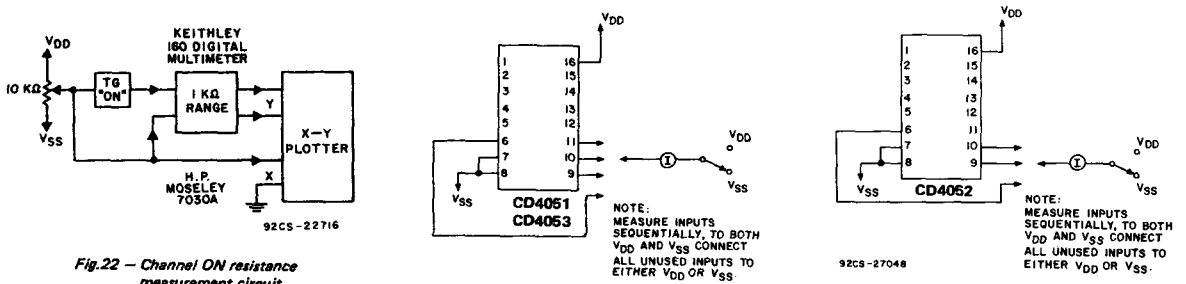 KEITHLEY
160 DIGITAL
MULTIMETER
VDD
10 KΩ
VSS
TG
"ON"
1 KΩ
RANGE
Y
X-Y
PLOTTER
X
H.P.
MOSELEY
7030A
92CS-22716
Fig.22 — Channel ON resistance
measurement circuit
VDD
1
2
3
4
5
6
7
8
16
15
14
13
12
11
10
9
VSS
CD4051
CD4053
I
VDD
VSS
NOTE:
MEASURE INPUTS
SEQUENTIALLY, TO BOTH
VDD AND VSS CONNECT
ALL UNUSED INPUTS TO
EITHER VDD OR VSS.
VDD
1
2
3
4
5
6
7
8
16
15
14
13
12
11
10
9
VSS
CD4052
I
VDD
VSS
NOTE:
MEASURE INPUTS
SEQUENTIALLY, TO BOTH
VDD AND VSS CONNECT
ALL UNUSED INPUTS TO
EITHER VDD OR VSS.
92CS-27048